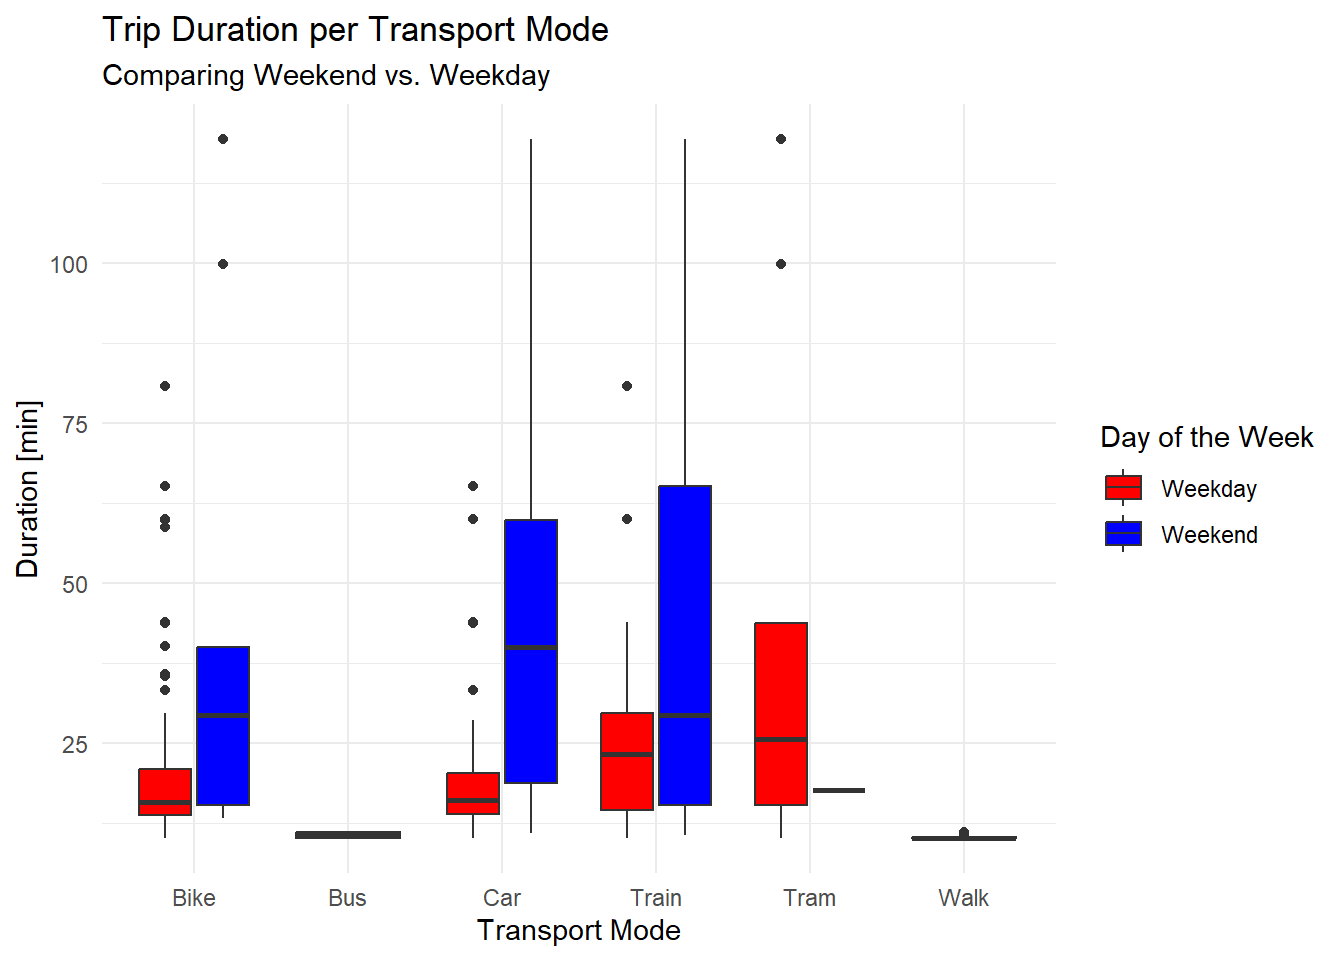 Trip Duration per Transport Mode
Comparing Weekend vs. Weekday
Duration [min]
100
75
50
25
Bike Bus Car Train Tram Walk
Transport Mode
Day of the Week
Weekday
Weekend